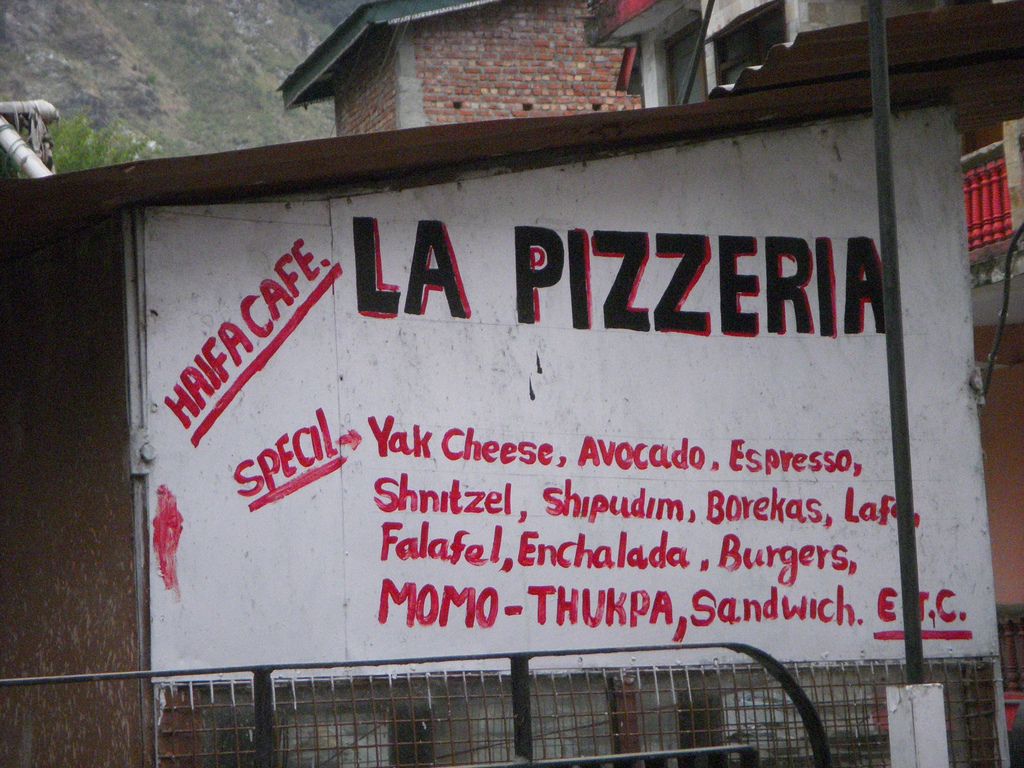 HAIFA CAFE.
LA PIZZERIA
SPECIL → Yak Cheese, Avocado, Espresso,
Shnitzel, Shipudim, Borekas,
Falafel, Enchalada, Burgers,
MOMO - THUKPA, Sandwich. E.T.C.